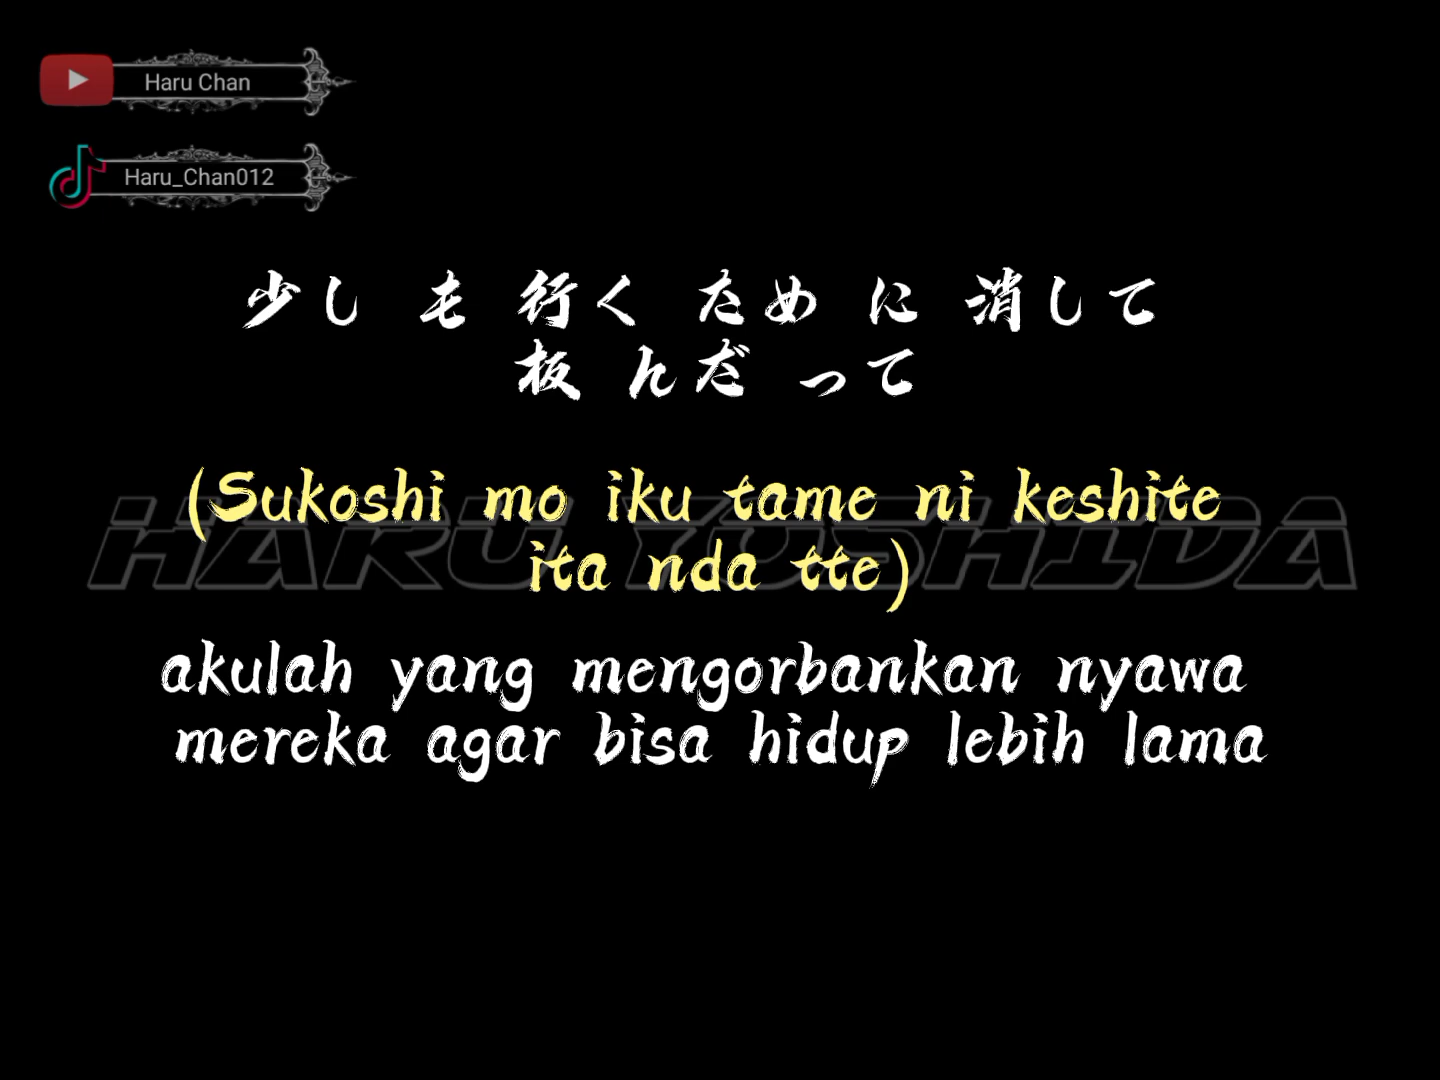 Haru Chan
Haru_Chan012
少し も 行く ため に 消して
板 んだ って
HARU YOSHIDA
(Sukoshi mo iku tame ni keshite
ita nda tte)
akulah yang mengorbankan nyawa
mereka agar bisa hidup lebih lama